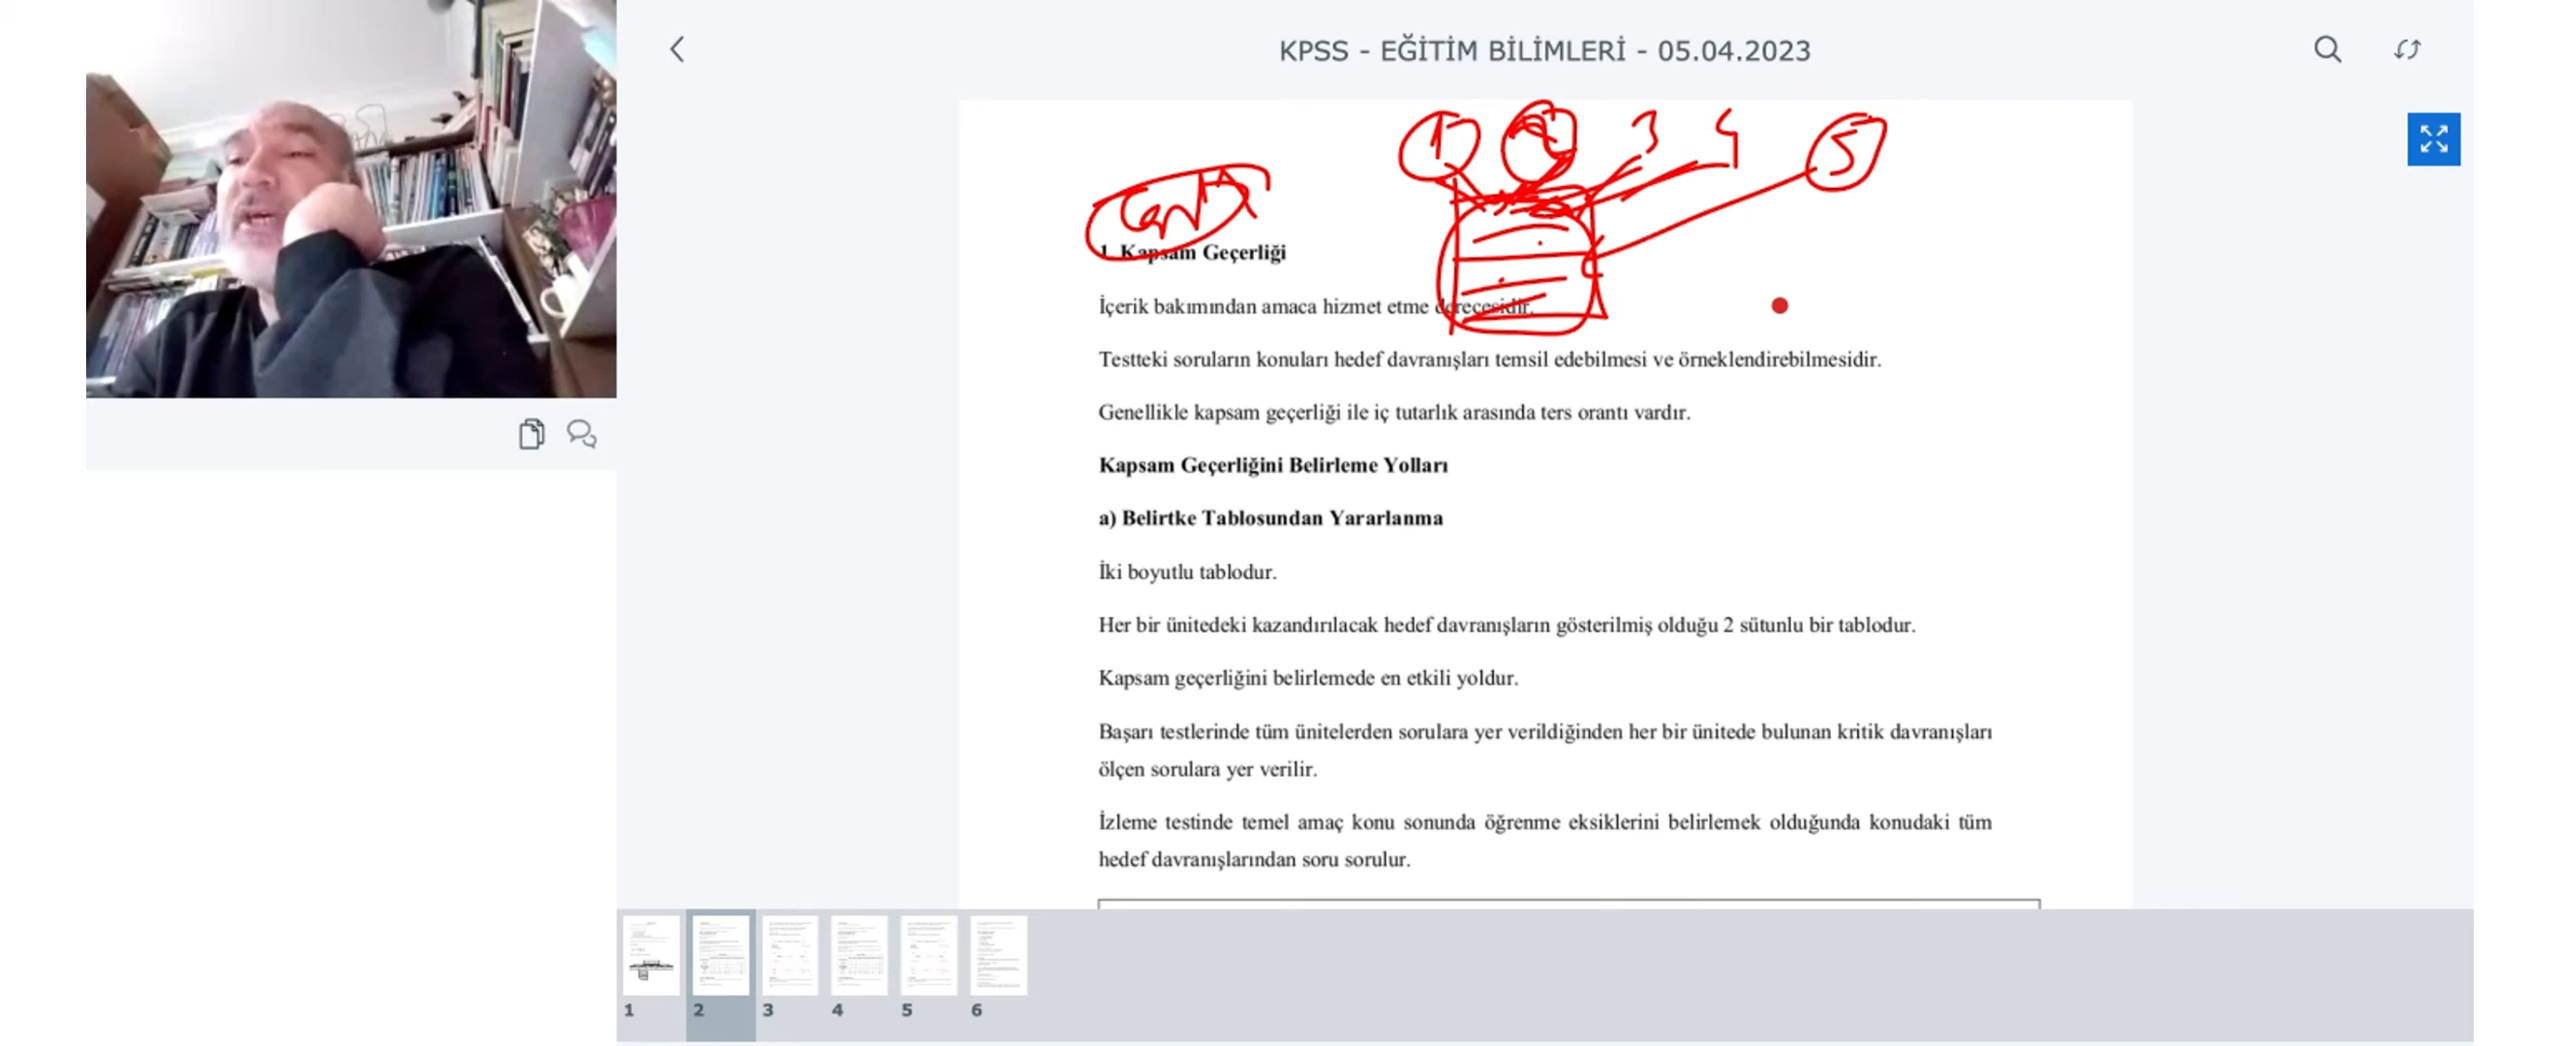 KPSS - EĞİTİM BİLİMLERİ - 05.04.2023
1 2 3 4 5
1. Kapsam Geçerliği
İçerik bakımından amaca hizmet etme derecesidir.
Testteki soruların konuları hedef davranışları temsil edebilmesi ve örneklendirebilmesidir.
Genellikle kapsam geçerliği ile iç tutarlık arasında ters orantı vardır.
Kapsam Geçerliğini Belirleme Yolları
a) Belirtke Tablosundan Yararlanma
İki boyutlu tablodur.
Her bir ünitedeki kazandırılacak hedef davranışların gösterilmiş olduğu 2 sütunlu bir tablodur.
Kapsam geçerliğini belirlemede en etkili yoldur.
Başarı testlerinde tüm ünitelerden sorulara yer verildiğinden her bir ünitede bulunan kritik davranışları
ölçen sorulara yer verilir.
İzleme testinde temel amaç konu sonunda öğrenme eksiklerini belirlemek olduğunda konudaki tüm
hedef davranışlarından soru sorulur.
1 2 3 4 5 6